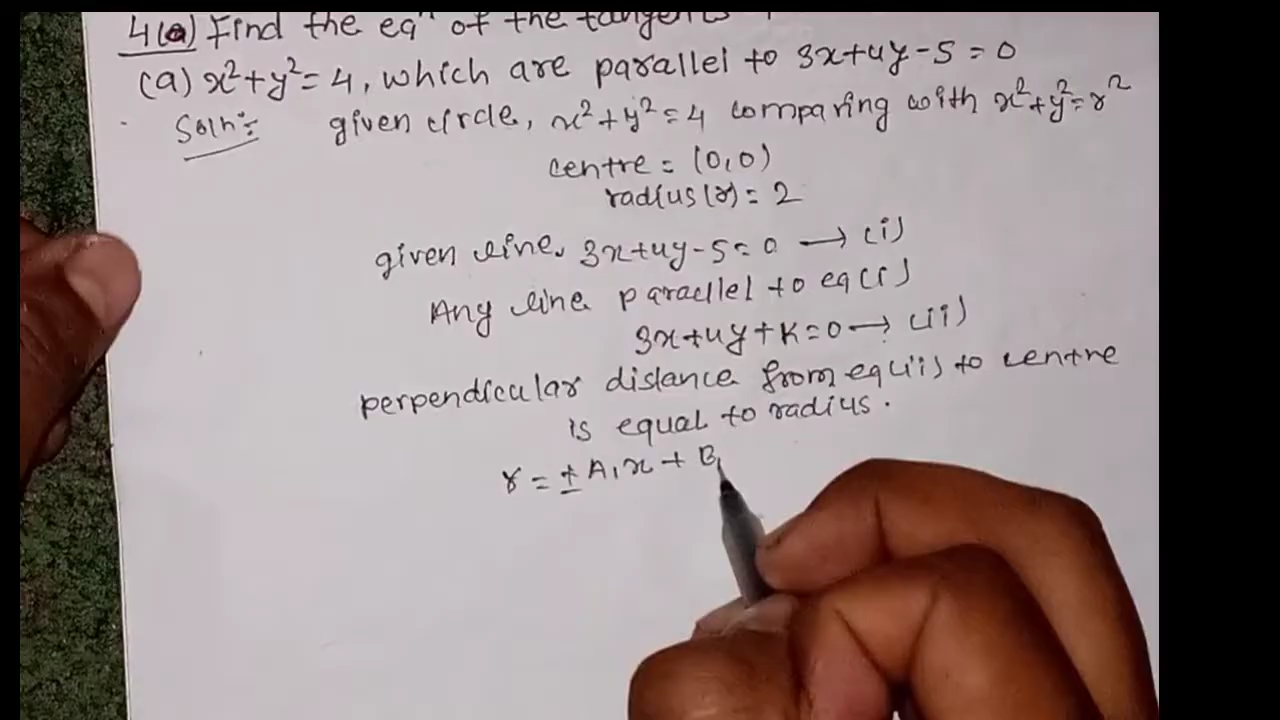 4(a) Find the eqⁿ of the tangents
(a) x²+y²=4, which are parallel to 3x+4y-5=0
Solⁿ:- given circle, x²+y²=4 comparing with x²+y²=r²
centre = (0,0)
radius(r)= 2
given line, 3x+4y-5=0 → (i)
Any line parallel to eq(i)
3x+4y+K=0 → (ii)
perpendicular distance from eq(ii) to centre
is equal to radius.
r = ± A₁x + B₁